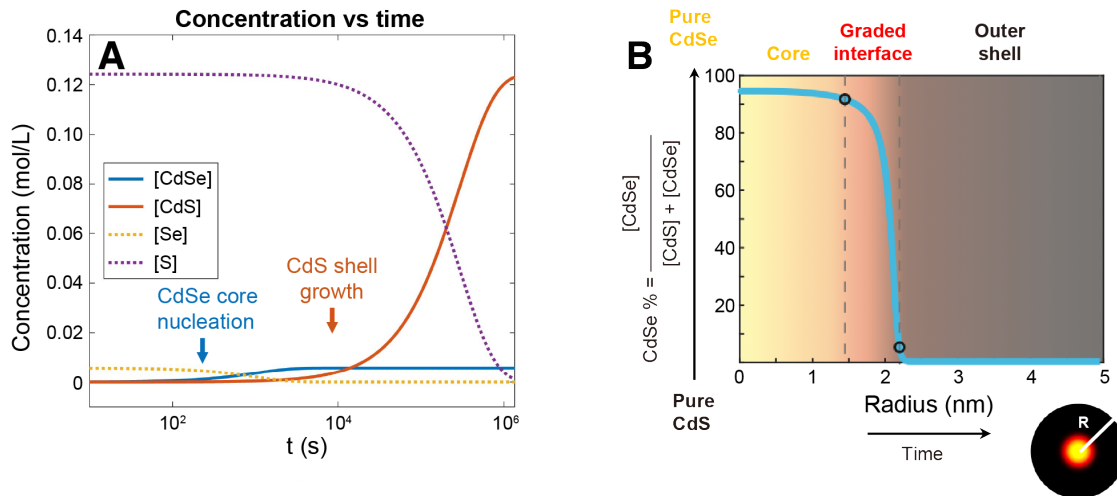 Concentration vs time
A
Concentration (mol/L)
0.14
0.12
0.10
0.08
0.06
0.04
0.02
0
[CdSe]
[CdS]
[Se]
[S]
CdSe core
nucleation
CdS shell
growth
10²
10⁴
10⁶
t (s)
B
Pure
CdSe
Core
Graded
interface
Outer
shell
CdSe % =
[CdSe]
[CdS] + [CdSe]
100
80
60
40
20
0
1
2
3
4
5
Pure
CdS
Radius (nm)
Time
R